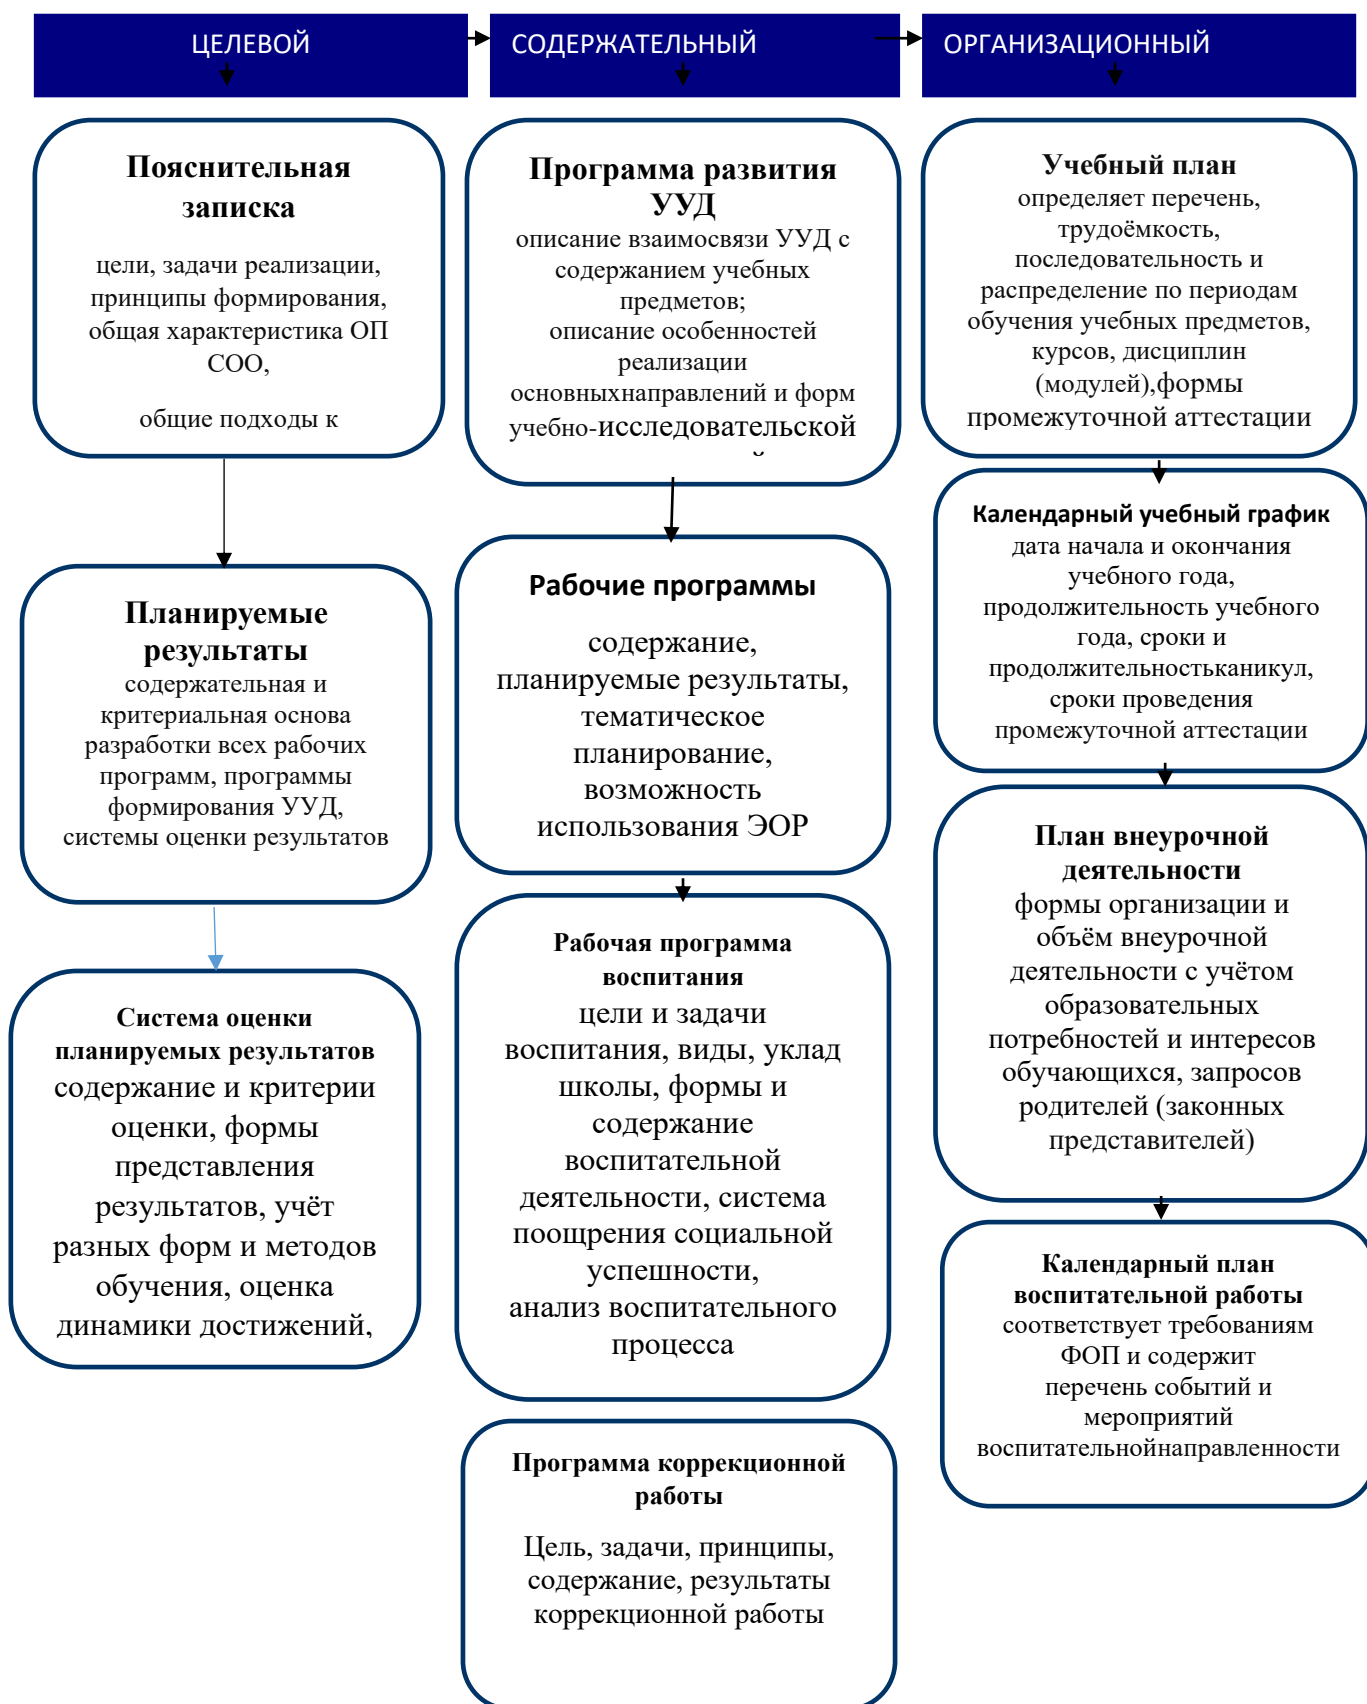 ЦЕЛЕВОЙ
СОДЕРЖАТЕЛЬНЫЙ
ОРГАНИЗАЦИОННЫЙ
Пояснительная
записка
цели, задачи реализации,
принципы формирования,
общая характеристика ОП
СОО,
общие подходы к
Планируемые
результаты
содержательная и
критериальная основа
разработки всех рабочих
программ, программы
формирования УУД,
системы оценки результатов
Система оценки
планируемых результатов
содержание и критерии
оценки, формы
представления
результатов, учёт
разных форм и методов
обучения, оценка
динамики достижений,
Программа развития
УУД
описание взаимосвязи УУД с
содержанием учебных
предметов;
описание особенностей
реализации
основныхнаправлений и форм
учебно-исследовательской
Рабочие программы
содержание,
планируемые результаты,
тематическое
планирование,
возможность
использования ЭОР
Рабочая программа
воспитания
цели и задачи
воспитания, виды, уклад
школы, формы и
содержание
воспитательной
деятельности, система
поощрения социальной
успешности,
анализ воспитательного
процесса
Программа коррекционной
работы
Цель, задачи, принципы,
содержание, результаты
коррекционной работы
Учебный план
определяет перечень,
трудоёмкость,
последовательность и
распределение по периодам
обучения учебных предметов,
курсов, дисциплин
(модулей),формы
промежуточной аттестации
Календарный учебный график
дата начала и окончания
учебного года,
продолжительность учебного
года, сроки и
продолжительностьканикул,
сроки проведения
промежуточной аттестации
План внеурочной
деятельности
формы организации и
объём внеурочной
деятельности с учётом
образовательных
потребностей и интересов
обучающихся, запросов
родителей (законных
представителей)
Календарный план
воспитательной работы
соответствует требованиям
ФОП и содержит
перечень событий и
мероприятий
воспитательнойнаправленности